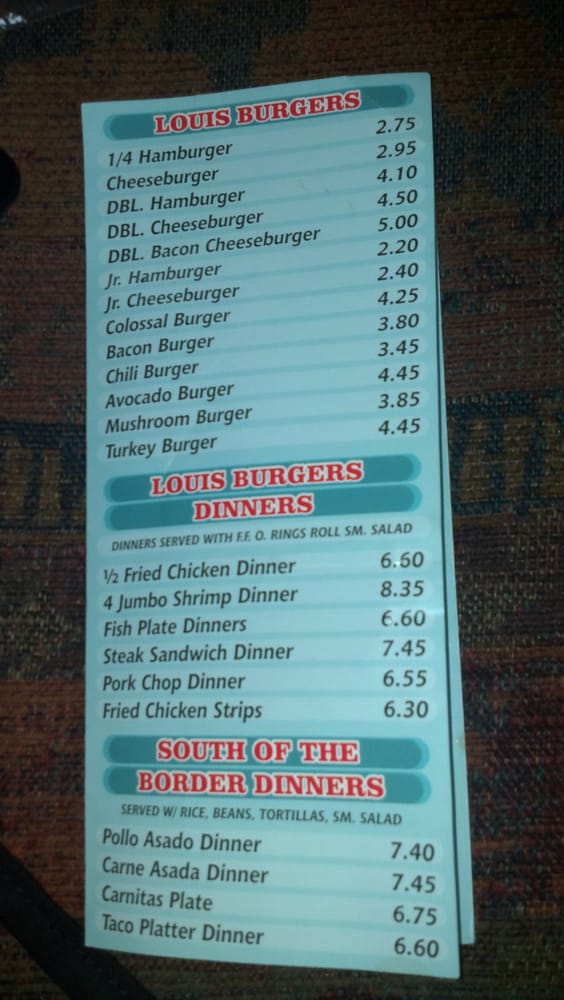 LOUIS BURGERS
1/4 Hamburger 2.75
Cheeseburger 2.95
DBL. Hamburger 4.10
DBL. Cheeseburger 4.50
DBL. Bacon Cheeseburger 5.00
Jr. Hamburger 2.20
Jr. Cheeseburger 2.40
Colossal Burger 4.25
Bacon Burger 3.80
Chili Burger 3.45
Avocado Burger 4.45
Mushroom Burger 3.85
Turkey Burger 4.45
LOUIS BURGERS
DINNERS
DINNERS SERVED WITH F.F. O. RINGS ROLL SM. SALAD
½ Fried Chicken Dinner 6.60
4 Jumbo Shrimp Dinner 8.35
Fish Plate Dinners 6.60
Steak Sandwich Dinner 7.45
Pork Chop Dinner 6.55
Fried Chicken Strips 6.30
SOUTH OF THE
BORDER DINNERS
SERVED W/ RICE, BEANS, TORTILLAS, SM. SALAD
Pollo Asado Dinner 7.40
Carne Asada Dinner 7.45
Carnitas Plate 6.75
Taco Platter Dinner 6.60